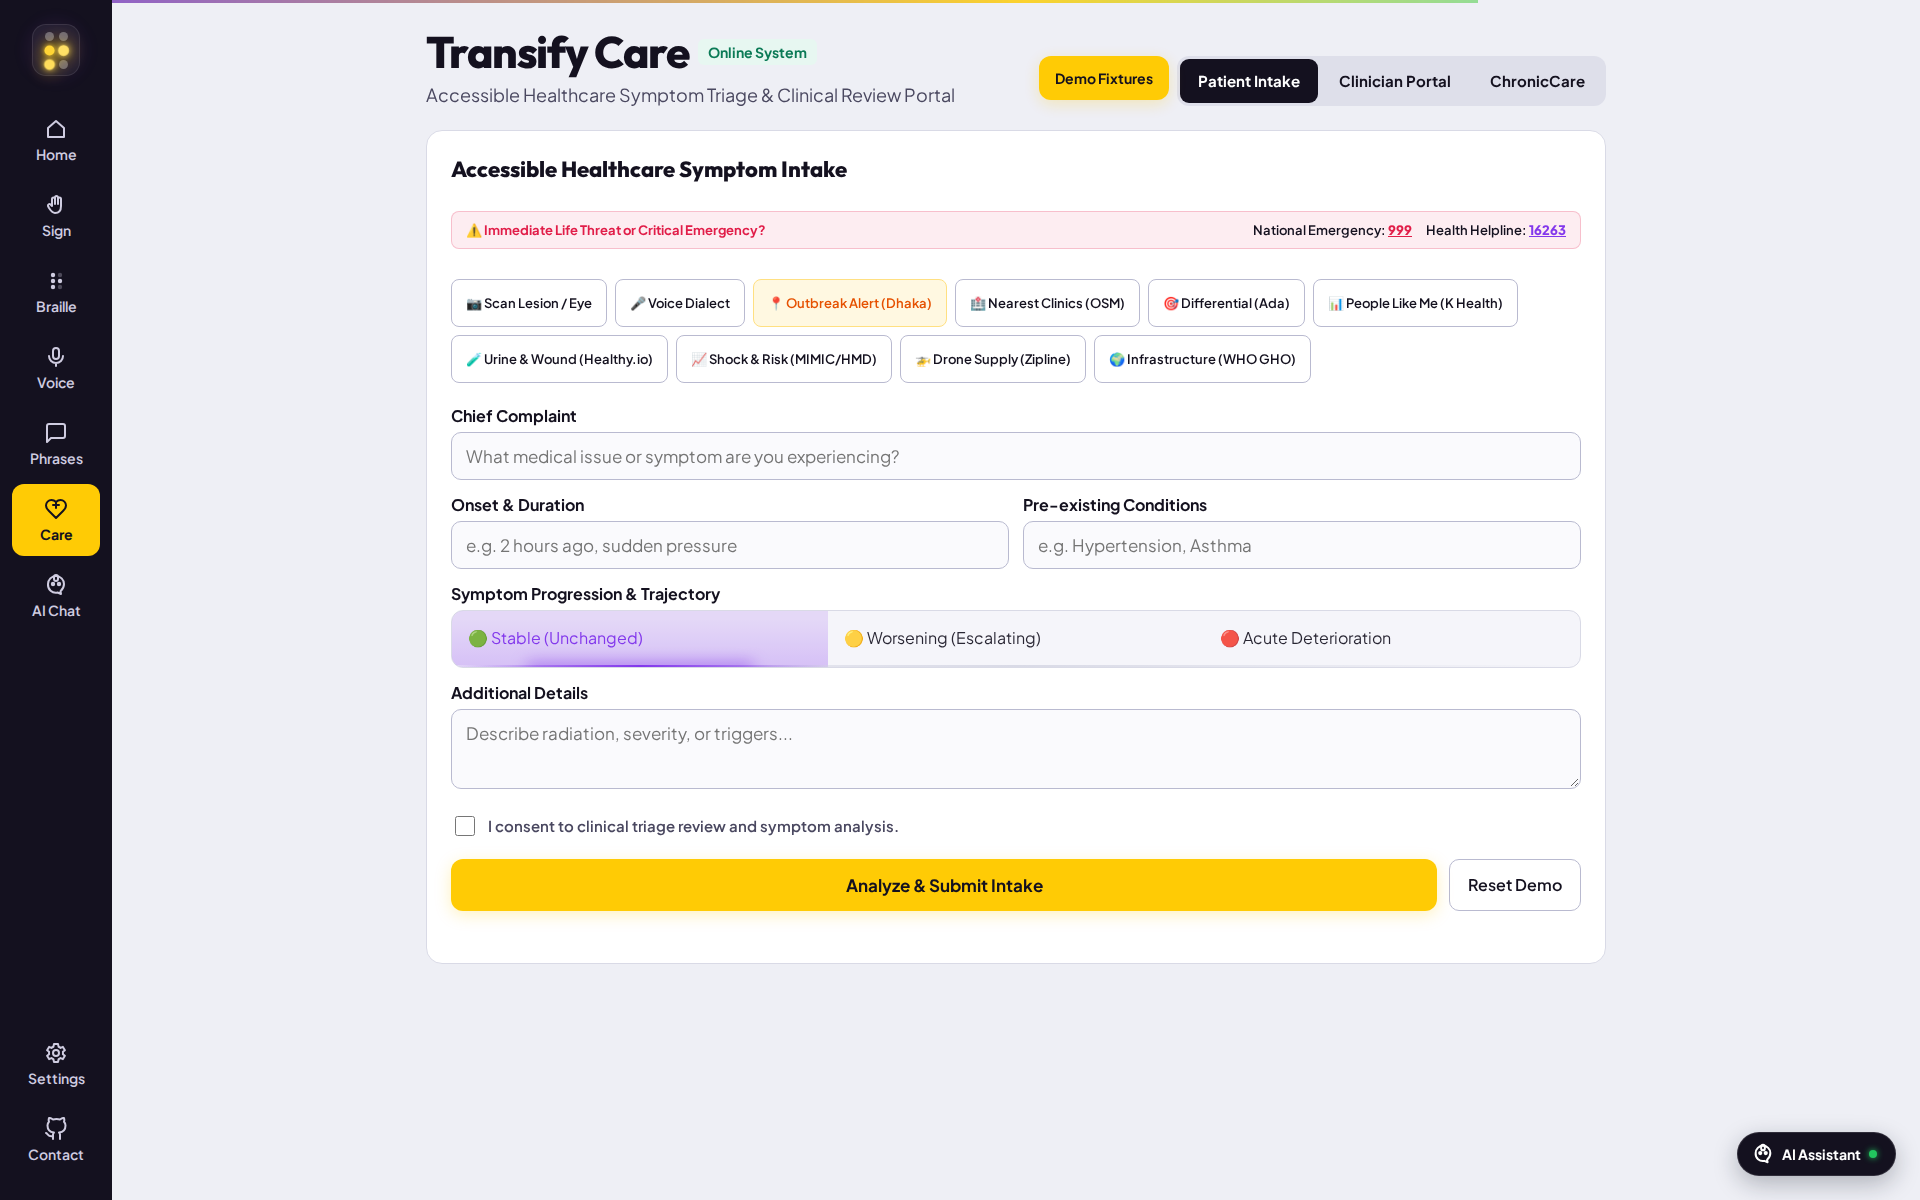 Home
Sign
Braille
Voice
Phrases
Care
AI Chat
Settings
Contact
Transify Care
Online System
Accessible Healthcare Symptom Triage & Clinical Review Portal
Demo Fixtures
Patient Intake
Clinician Portal
ChronicCare
Accessible Healthcare Symptom Intake
⚠️ Immediate Life Threat or Critical Emergency?
National Emergency: 999 Health Helpline: 16263
📷 Scan Lesion / Eye
🎤 Voice Dialect
📍 Outbreak Alert (Dhaka)
🏥 Nearest Clinics (OSM)
🎯 Differential (Ada)
📊 People Like Me (K Health)
🧪 Urine & Wound (Healthy.io)
📈 Shock & Risk (MIMIC/HMD)
🚁 Drone Supply (Zipline)
🌍 Infrastructure (WHO GHO)
Chief Complaint
What medical issue or symptom are you experiencing?
Onset & Duration
e.g. 2 hours ago, sudden pressure
Pre-existing Conditions
e.g. Hypertension, Asthma
Symptom Progression & Trajectory
🟢 Stable (Unchanged)
🟡 Worsening (Escalating)
🔴 Acute Deterioration
Additional Details
Describe radiation, severity, or triggers...
I consent to clinical triage review and symptom analysis.
Analyze & Submit Intake
Reset Demo
AI Assistant